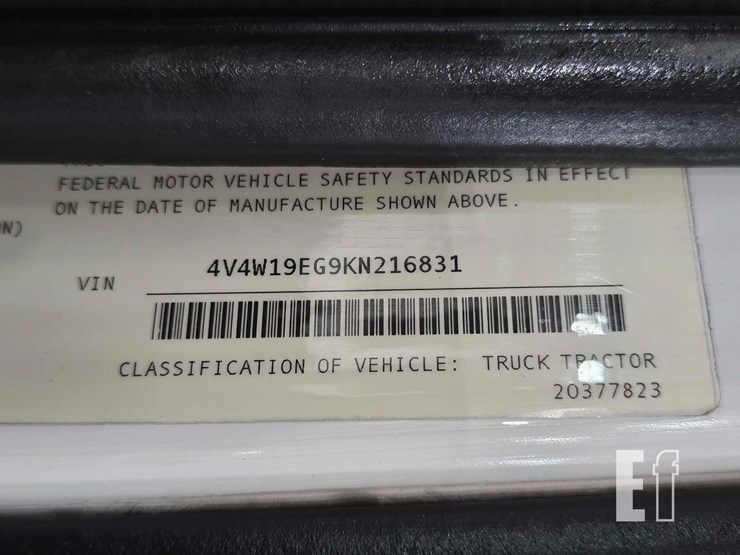 FEDERAL MOTOR VEHICLE SAFETY STANDARDS IN EFFECT
ON THE DATE OF MANUFACTURE SHOWN ABOVE.
VIN 4V4W19EG9KN216831
CLASSIFICATION OF VEHICLE: TRUCK TRACTOR
20377823
Ef